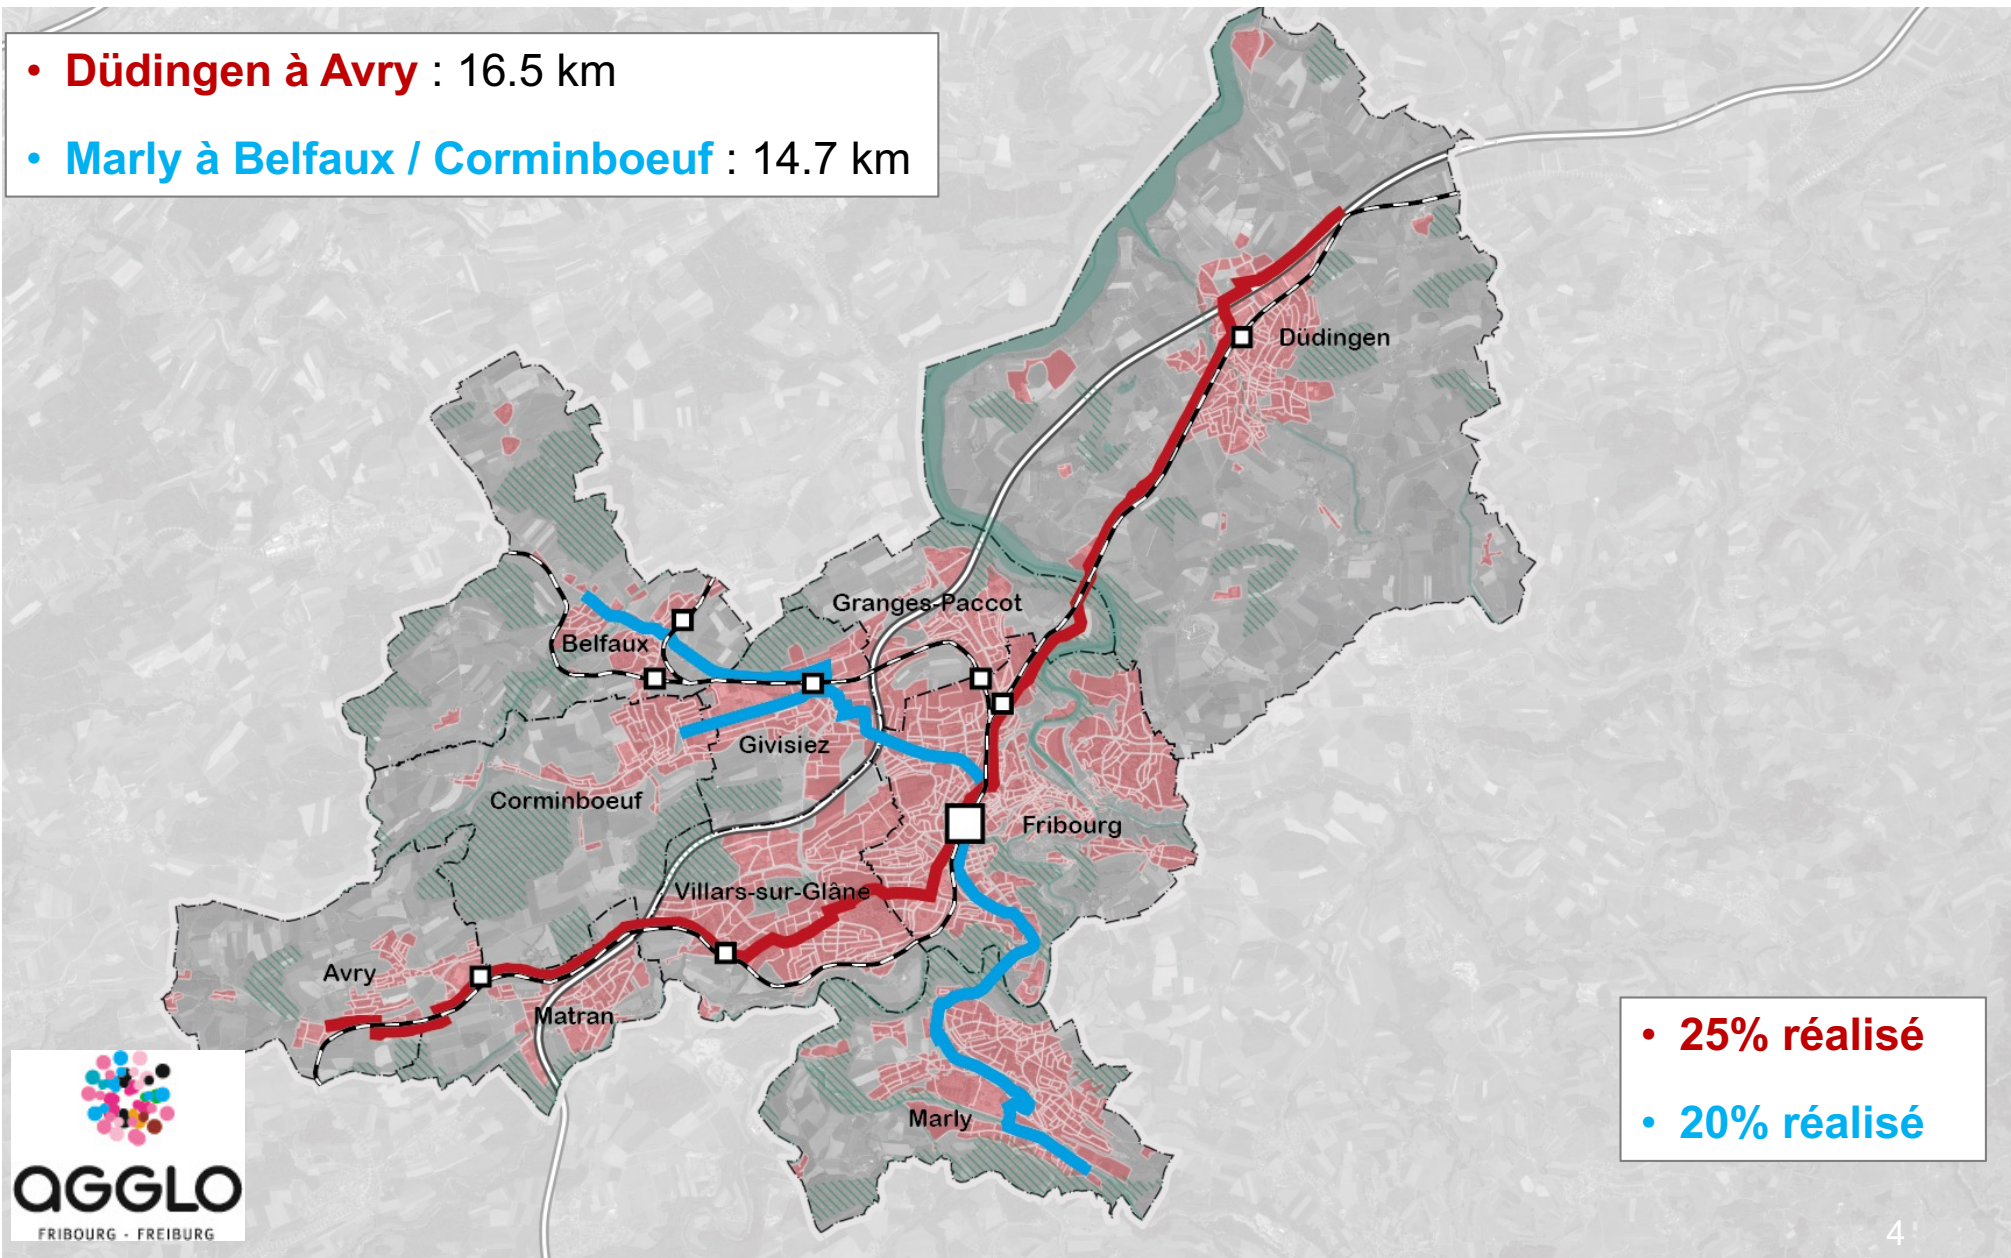 • Düdingen à Avry : 16.5 km
• Marly à Belfaux / Corminboeuf : 14.7 km
Düdingen
Granges-Paccot
Belfaux
Givisiez
Corminboeuf
Fribourg
Villars-sur-Glâne
Avry
Matran
Marly
• 25% réalisé
• 20% réalisé
AGGLO
FRIBOURG - FREIBURG
4